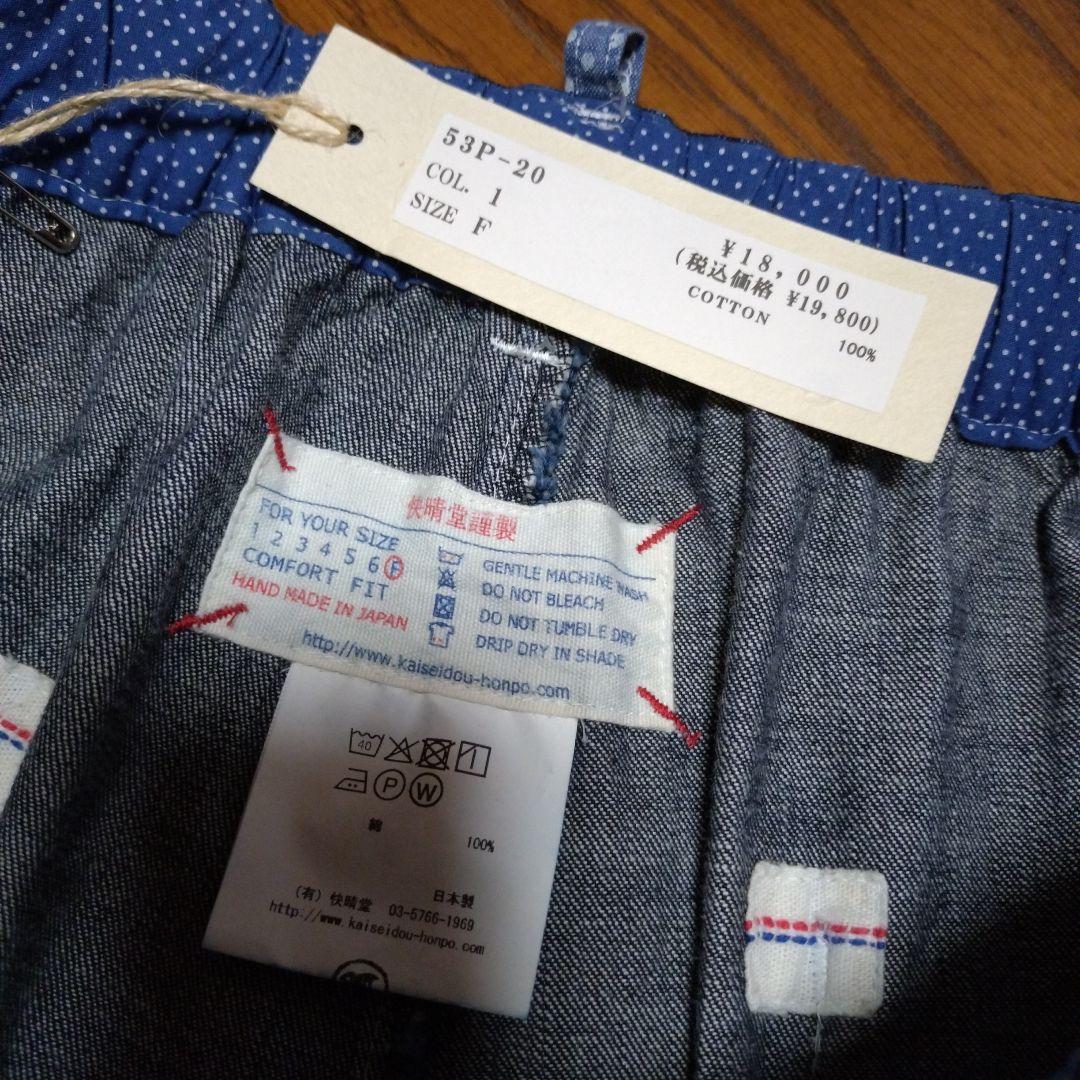 53P-20
COL. 1
SIZE F
¥18,000
(税込価格 ¥19,800)
COTTON
100%
快晴堂謹製
FOR YOUR SIZE
1 2 3 4 5 6 F
COMFORT FIT
HAND MADE IN JAPAN
GENTLE MACHINE WASH
DO NOT BLEACH
DO NOT TUMBLE DRY
DRIP DRY IN SHADE
http://www.kaiseidou-honpo.com
40
P W
綿 100%
日本製
(有) 快晴堂 03-5766-1969
http://www.kaiseidou-honpo.com